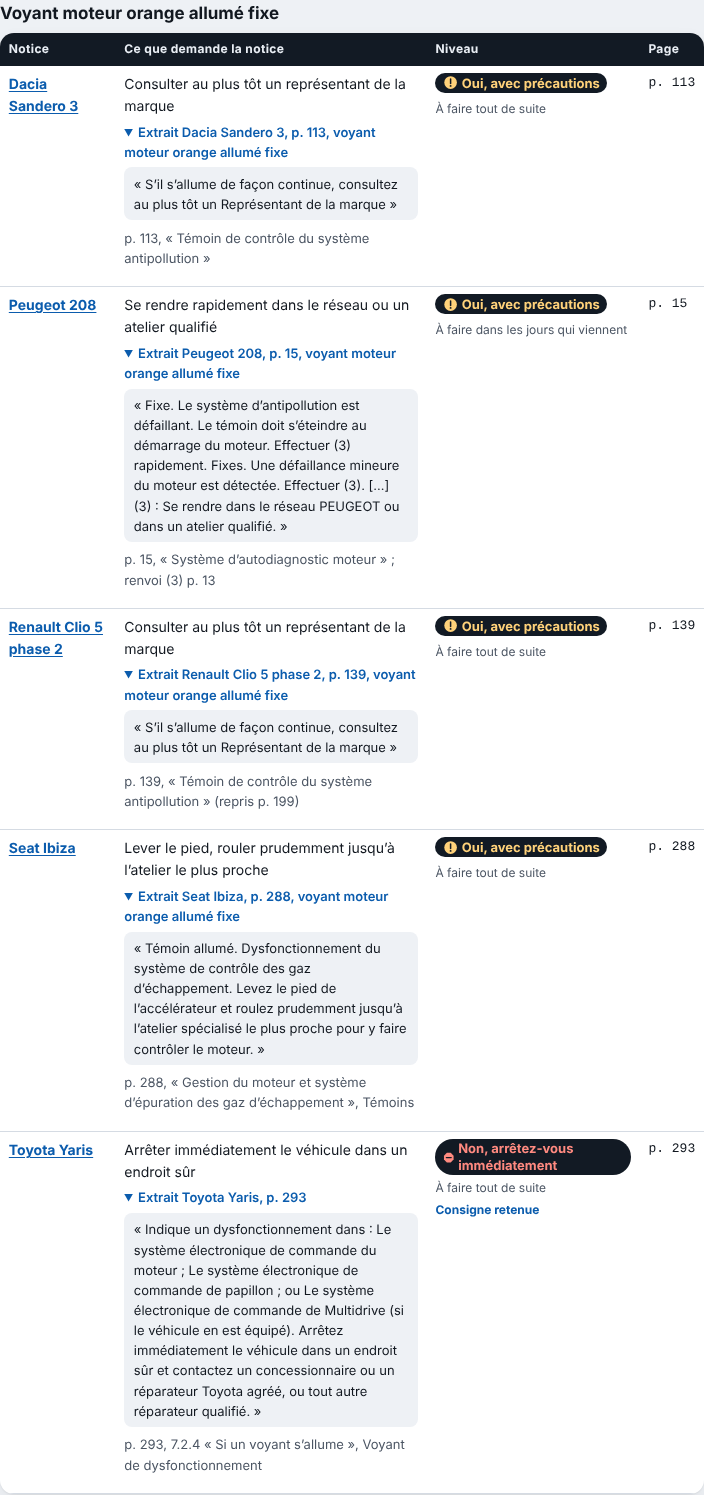 Voyant moteur orange allumé fixe
Notice Ce que demande la notice Niveau Page
Dacia Sandero 3
Consulter au plus tôt un représentant de la
marque
▼ Extrait Dacia Sandero 3, p. 113, voyant
moteur orange allumé fixe
« S’il s’allume de façon continue, consultez
au plus tôt un Représentant de la marque »
p. 113, « Témoin de contrôle du système
antipollution »
Oui, avec précautions
À faire tout de suite
p. 113
Peugeot 208
Se rendre rapidement dans le réseau ou un
atelier qualifié
▼ Extrait Peugeot 208, p. 15, voyant moteur
orange allumé fixe
« Fixe. Le système d’antipollution est
défaillant. Le témoin doit s’éteindre au
démarrage du moteur. Effectuer (3)
rapidement. Fixes. Une défaillance mineure
du moteur est détectée. Effectuer (3). [...]
(3) : Se rendre dans le réseau PEUGEOT ou
dans un atelier qualifié. »
p. 15, « Système d’autodiagnostic moteur » ;
renvoi (3) p. 13
Oui, avec précautions
À faire dans les jours qui viennent
p. 15
Renault Clio 5
phase 2
Consulter au plus tôt un représentant de la
marque
▼ Extrait Renault Clio 5 phase 2, p. 139, voyant
moteur orange allumé fixe
« S’il s’allume de façon continue, consultez
au plus tôt un Représentant de la marque »
p. 139, « Témoin de contrôle du système
antipollution » (repris p. 199)
Oui, avec précautions
À faire tout de suite
p. 139
Seat Ibiza
Lever le pied, rouler prudemment jusqu’à
l’atelier le plus proche
▼ Extrait Seat Ibiza, p. 288, voyant moteur
orange allumé fixe
« Témoin allumé. Dysfonctionnement du
système de contrôle des gaz
d’échappement. Levez le pied de
l’accélérateur et roulez prudemment jusqu’à
l’atelier spécialisé le plus proche pour y faire
contrôler le moteur. »
p. 288, « Gestion du moteur et système
d’épuration des gaz d’échappement », Témoins
Oui, avec précautions
À faire tout de suite
p. 288
Toyota Yaris
Arrêter immédiatement le véhicule dans un
endroit sûr
▼ Extrait Toyota Yaris, p. 293
« Indique un dysfonctionnement dans : Le
système électronique de commande du
moteur ; Le système électronique de
commande de papillon ; ou Le système
électronique de commande de Multidrive (si
le véhicule en est équipé). Arrêtez
immédiatement le véhicule dans un endroit
sûr et contactez un concessionnaire ou un
réparateur Toyota agréé, ou tout autre
réparateur qualifié. »
p. 293, 7.2.4 « Si un voyant s’allume », Voyant
de dysfonctionnement
Non, arrêtez-vous
immédiatement
À faire tout de suite
Consigne retenue
p. 293